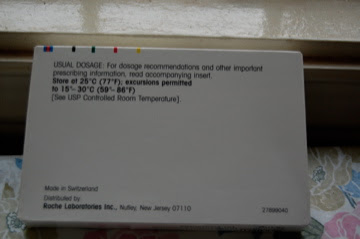 USUAL DOSAGE: For dosage recommendations and other important
prescribing information, read accompanying insert.
Store at 25°C (77°F); excursions permitted
to 15°- 30°C (59°- 86°F)
[See USP Controlled Room Temperature].
Made in Switzerland
Distributed by:
Roche Laboratories Inc., Nutley, New Jersey 07110